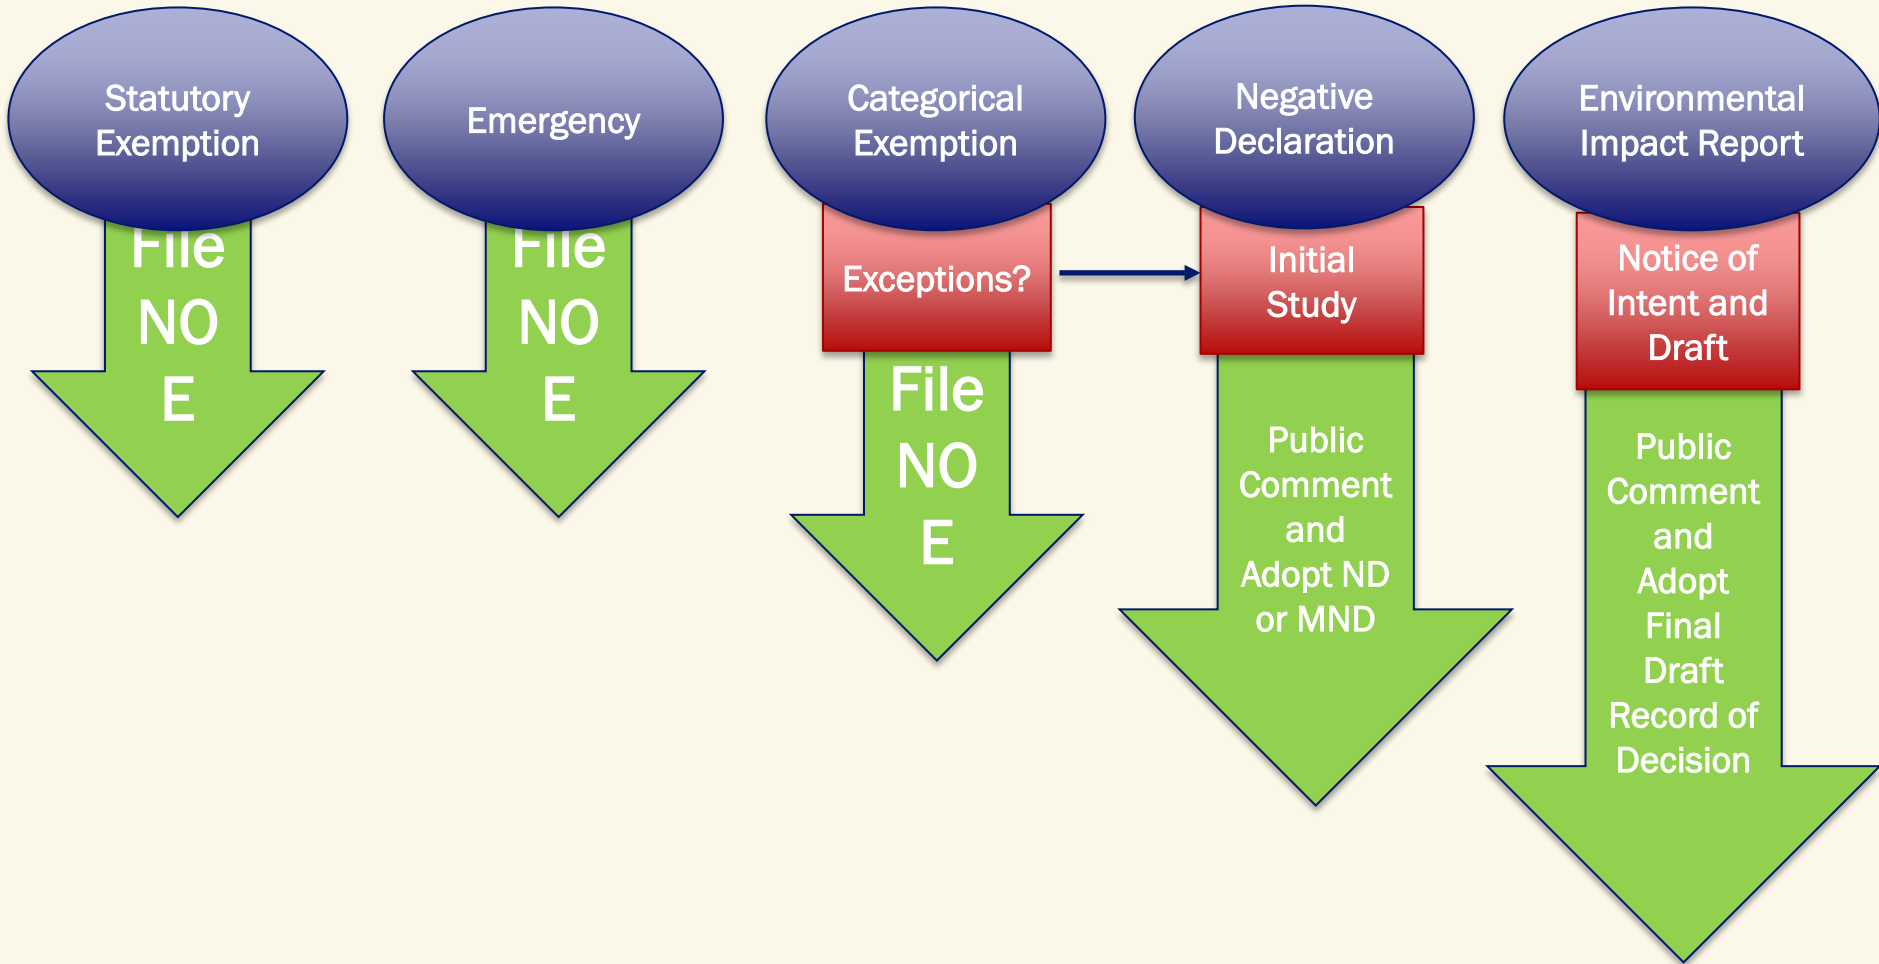 Statutory
Exemption
File
NO
E
Emergency
File
NO
E
Categorical
Exemption
Exceptions?
File
NO
E
Negative
Declaration
Initial
Study
Public
Comment
and
Adopt ND
or MND
Environmental
Impact Report
Notice of
Intent and
Draft
Public
Comment
and
Adopt
Final
Draft
Record of
Decision